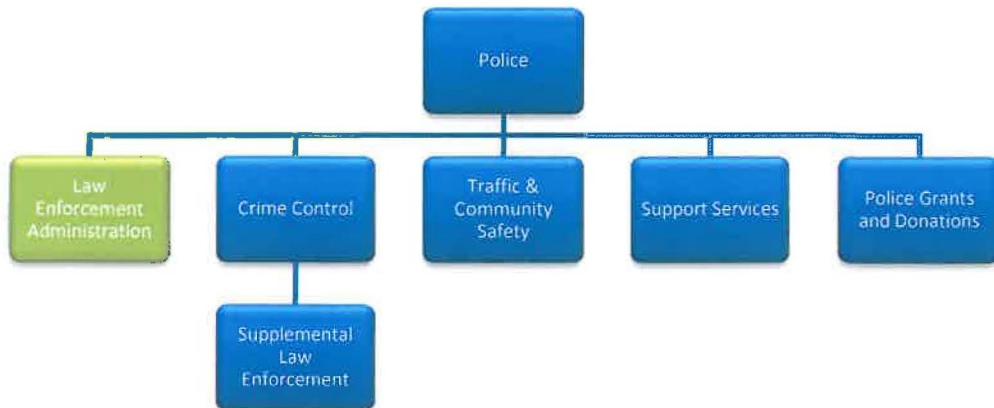 Police
Law
Enforcement
Administration
Crime Control
Traffic &
Community
Safety
Support Services
Police Grants
and Donations
Supplemental
Law
Enforcement